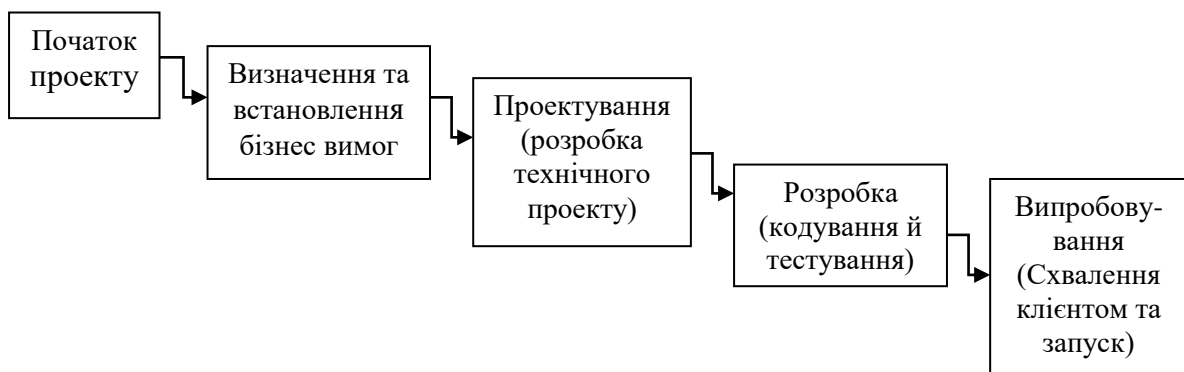 Початок
проекту
Визначення та
встановлення
бізнес вимог
Проектування
(розробка
технічного
проекту)
Розробка
(кодування й
тестування)
Випробову-
вання
(Схвалення
клієнтом та
запуск)